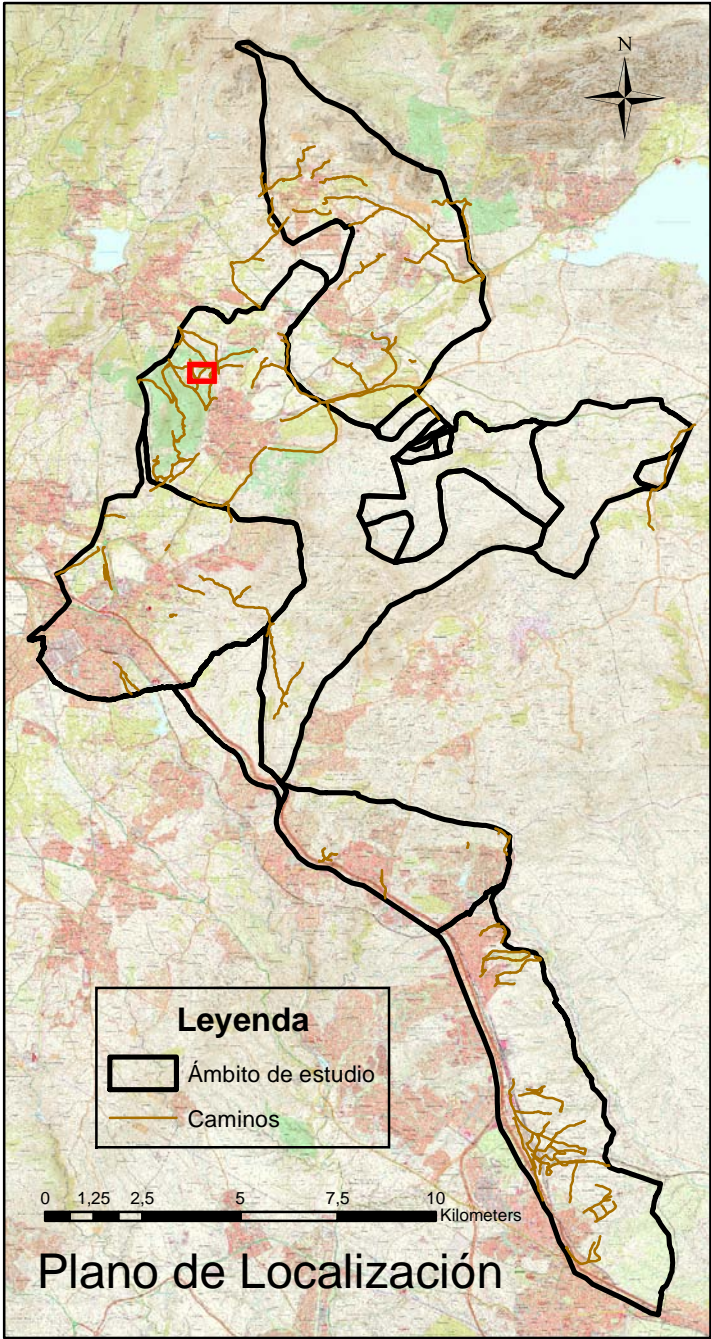 N
Leyenda
Ámbito de estudio
Caminos
0 1,25 2,5 5 7,5 10
Kilometers
Plano de Localización